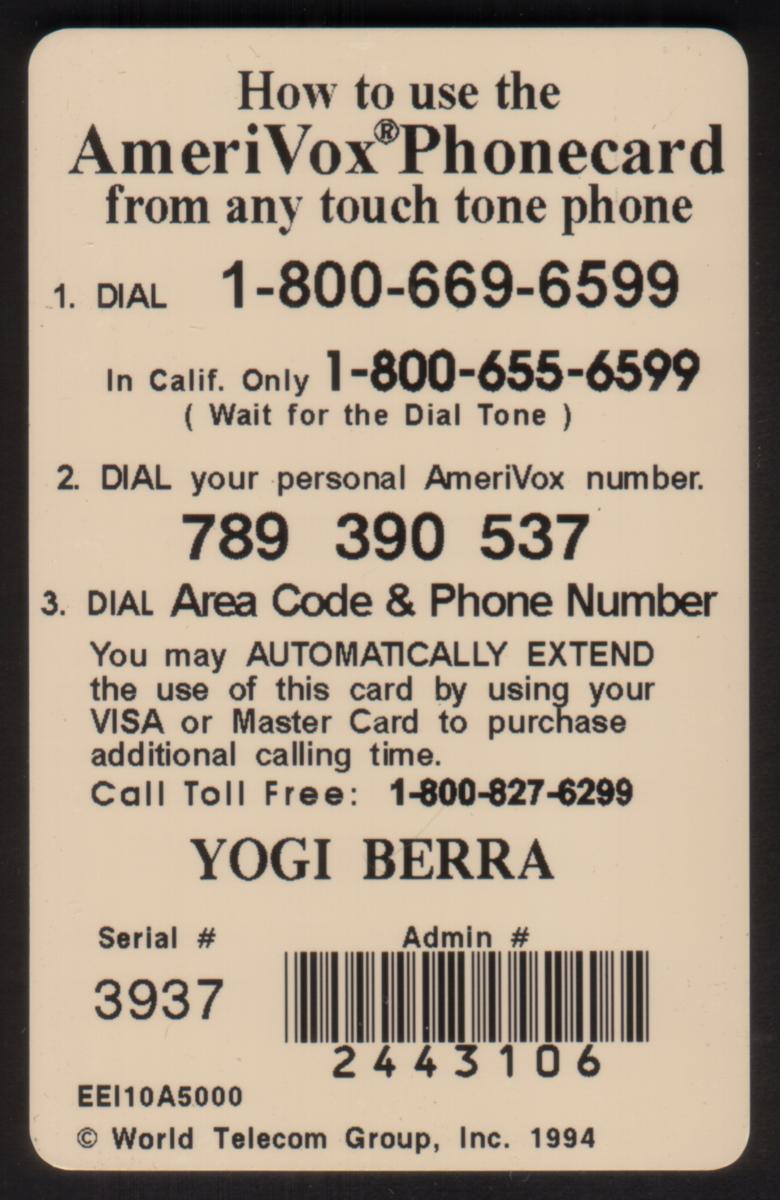 How to use the
AmeriVox® Phonecard
from any touch tone phone
1. DIAL 1-800-669-6599
In Calif. Only 1-800-655-6599
( Wait for the Dial Tone )
2. DIAL your personal AmeriVox number.
789 390 537
3. DIAL Area Code & Phone Number
You may AUTOMATICALLY EXTEND
the use of this card by using your
VISA or Master Card to purchase
additional calling time.
Call Toll Free: 1-800-827-6299
YOGI BERRA
Serial # Admin #
3937
2443106
EEI10A5000
© World Telecom Group, Inc. 1994